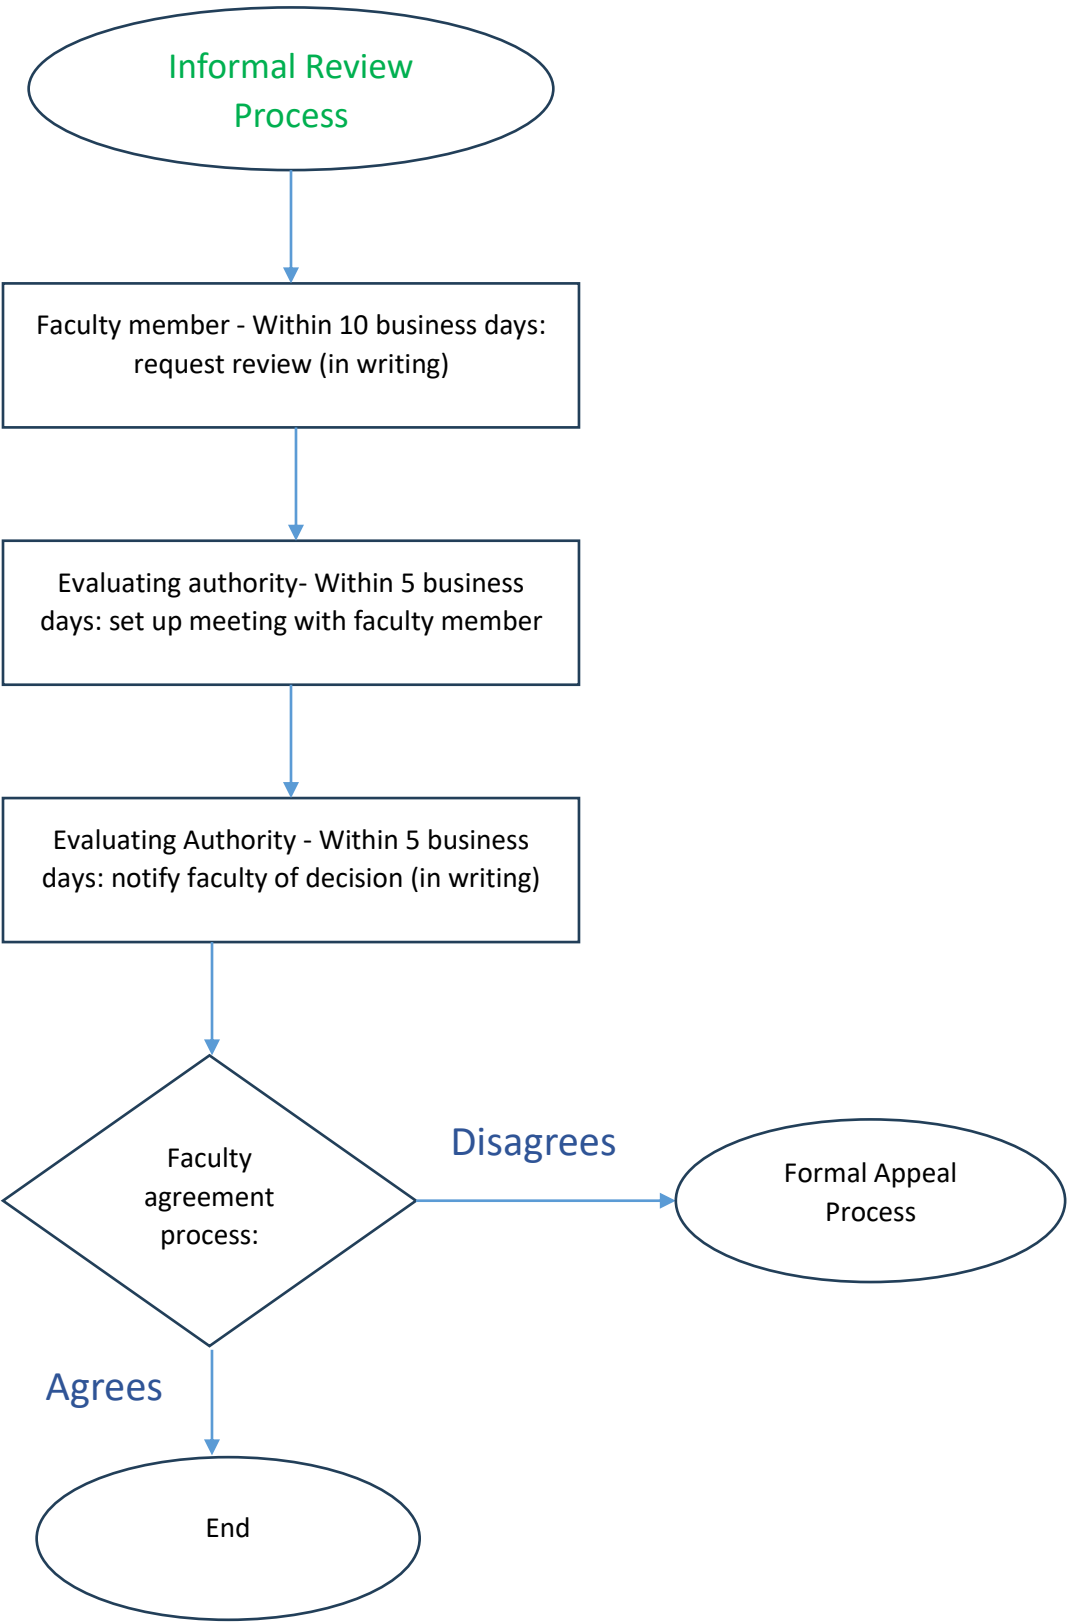 Informal Review
Process
Faculty member - Within 10 business days:
request review (in writing)
Evaluating authority- Within 5 business
days: set up meeting with faculty member
Evaluating Authority - Within 5 business
days: notify faculty of decision (in writing)
Faculty
agreement
process:
Disagrees
Formal Appeal
Process
Agrees
End